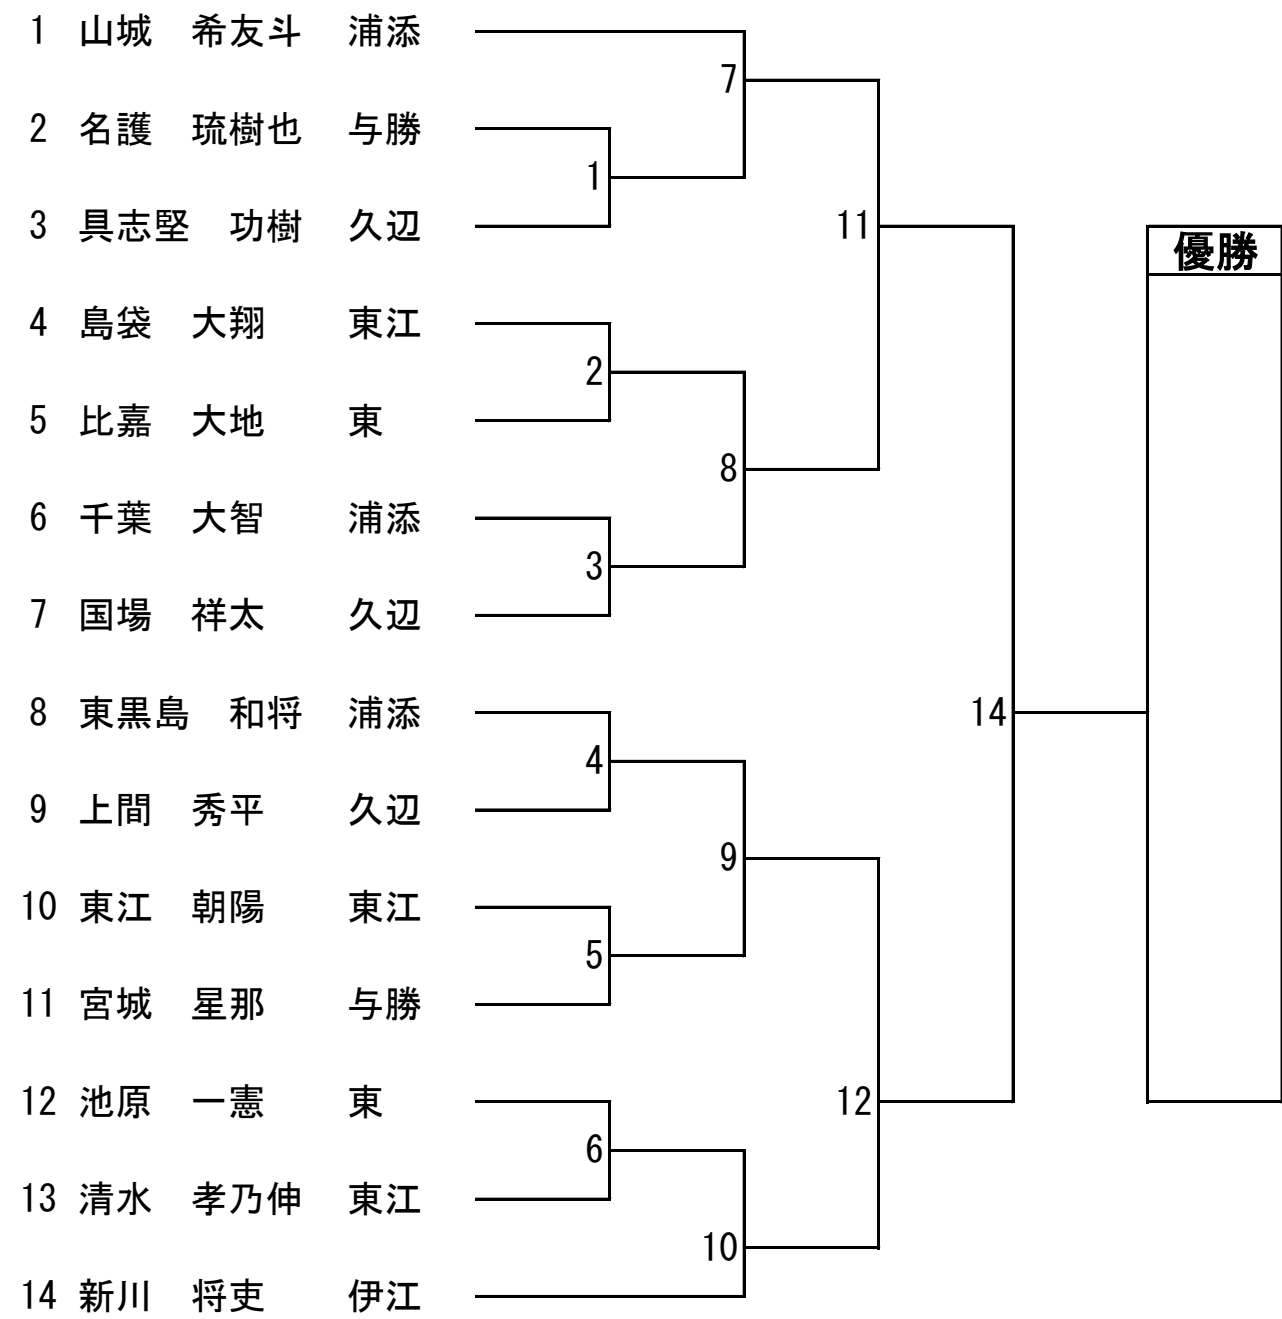 1 山城 希友斗 浦添
7
2 名護 琉樹也 与勝
1
3 具志堅 功樹 久辺
11
優勝
4 島袋 大翔 東江
2
5 比嘉 大地 東
8
6 千葉 大智 浦添
3
7 国場 祥太 久辺
8 東黒島 和将 浦添
14
4
9 上間 秀平 久辺
9
10 東江 朝陽 東江
5
11 宮城 星那 与勝
12 池原 一憲 東
12
6
13 清水 孝乃伸 東江
10
14 新川 将吏 伊江